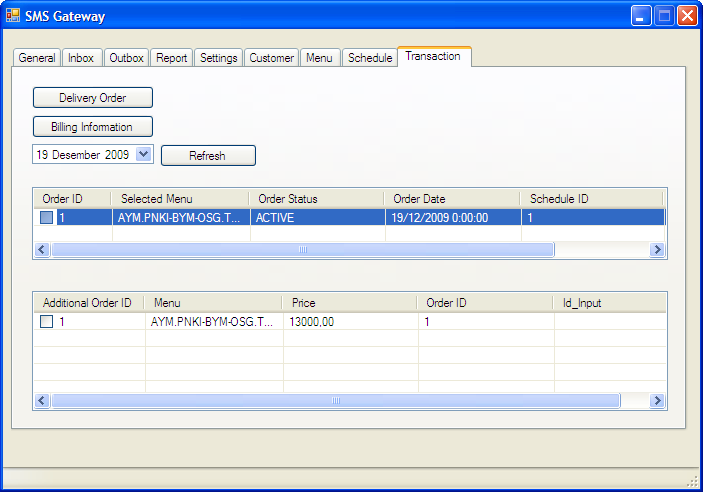 SMS Gateway
General Inbox Outbox Report Settings Customer Menu Schedule Transaction
Delivery Order
Billing Information
19 Desember 2009 Refresh
Order ID Selected Menu Order Status Order Date Schedule ID
1 AYM.PNKI-BYM-OSG.T... ACTIVE 19/12/2009 0:00:00 1
Additional Order ID Menu Price Order ID Id_Input
1 AYM.PNKI-BYM-OSG.T... 13000,00 1